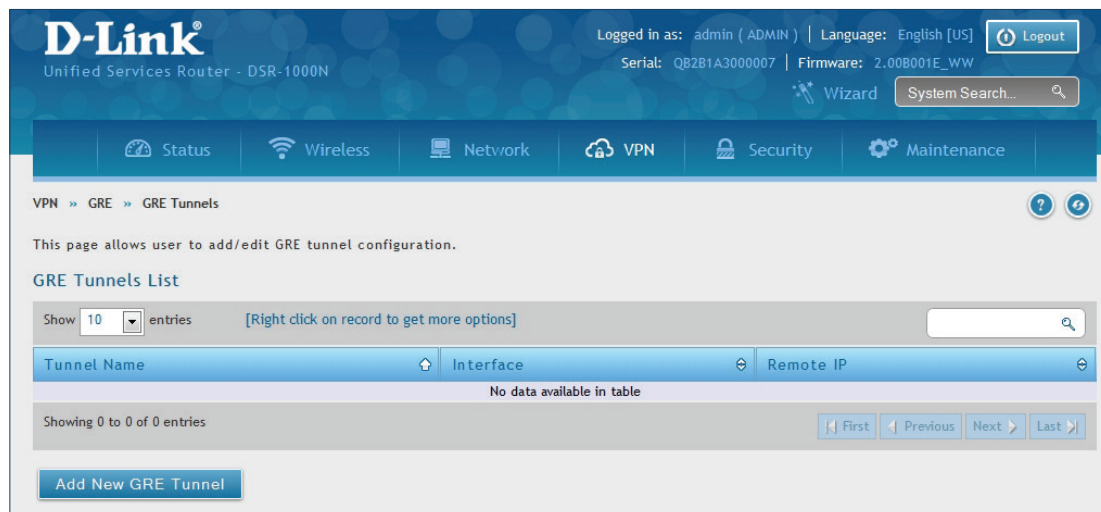 D-Link®
Logged in as: admin ( ADMIN ) | Language: English [US]
Logout
Unified Services Router - DSR-1000N
Serial: QB2B1A3000007 | Firmware: 2.00B001E_WW
Wizard
System Search...
Status
Wireless
Network
VPN
Security
Maintenance
VPN » GRE » GRE Tunnels
?
This page allows user to add/edit GRE tunnel configuration.
GRE Tunnels List
Show 10 entries [Right click on record to get more options]
Tunnel Name
Interface
Remote IP
No data available in table
Showing 0 to 0 of 0 entries
First
Previous
Next
Last
Add New GRE Tunnel